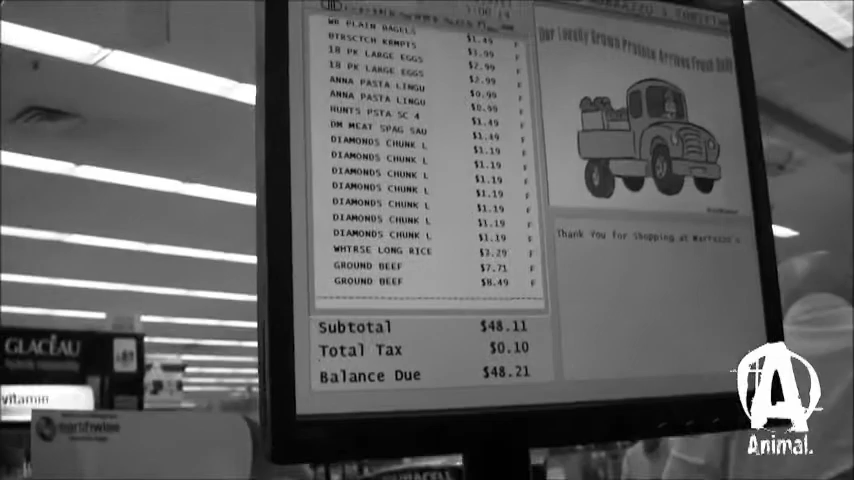 WB PLAIN BAGELS $1.49 F
BTRSCTCH KRMPTS $3.99 F
18 PK LARGE EGGS $2.99 F
18 PK LARGE EGGS $2.99 F
ANNA PASTA LINGU $0.99 F
ANNA PASTA LINGU $0.99 F
HUNTS PSTA SC 4 $1.49 F
DM MEAT SPAG SAU $1.49 F
DIAMONDS CHUNK L $1.19 F
DIAMONDS CHUNK L $1.19 F
DIAMONDS CHUNK L $1.19 F
DIAMONDS CHUNK L $1.19 F
DIAMONDS CHUNK L $1.19 F
DIAMONDS CHUNK L $1.19 F
DIAMONDS CHUNK L $1.19 F
WHTRSE LONG RICE $3.29 F
GROUND BEEF $7.71 F
GROUND BEEF $8.49 F
Subtotal $48.11
Total Tax $0.10
Balance Due $48.21
Our Locally Grown Produce Arrives Fresh Daily
Thank You for Shopping at
GLACÉAU
vitamin
A
Animal.